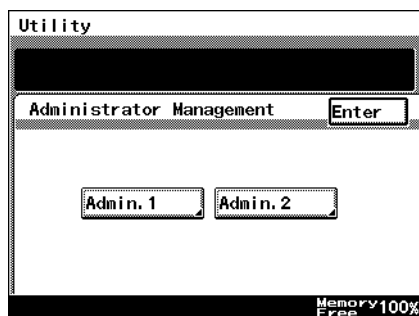 Utility
Administrator Management
Enter
Admin. 1
Admin. 2
Memory
Free 100%